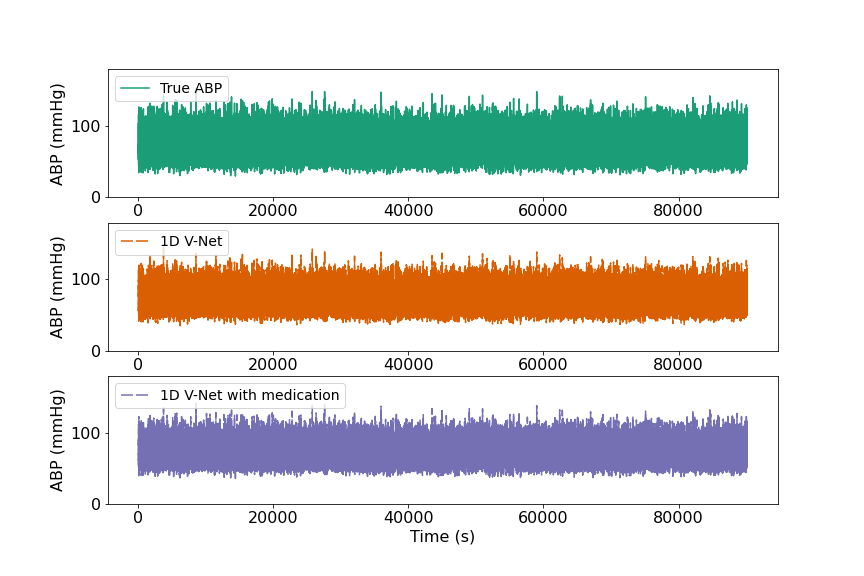 True ABP
ABP (mmHg)
100
0
0 20000 40000 60000 80000
1D V-Net
ABP (mmHg)
100
0
0 20000 40000 60000 80000
1D V-Net with medication
ABP (mmHg)
100
0
0 20000 40000 60000 80000
Time (s)